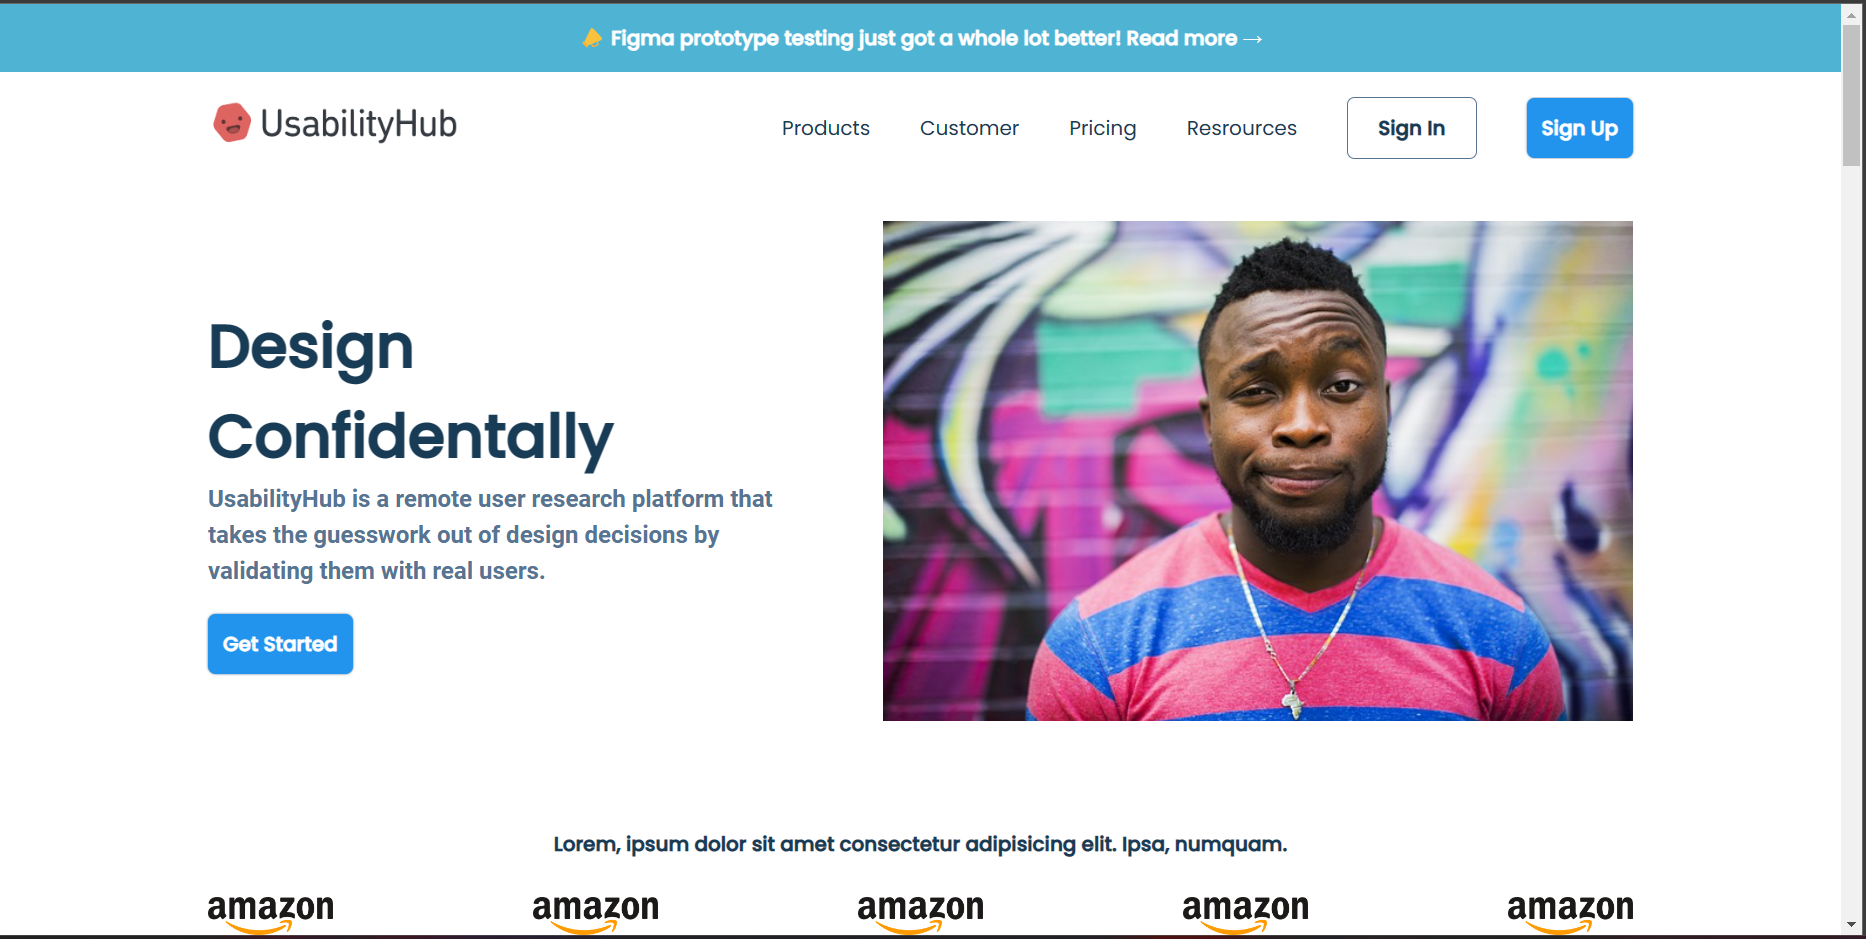 Figma prototype testing just got a whole lot better! Read more →
UsabilityHub
Products
Customer
Pricing
Resrources
Sign In
Sign Up
Design
Confidentally
UsabilityHub is a remote user research platform that
takes the guesswork out of design decisions by
validating them with real users.
Get Started
Lorem, ipsum dolor sit amet consectetur adipisicing elit. Ipsa, numquam.
amazon
amazon
amazon
amazon
amazon